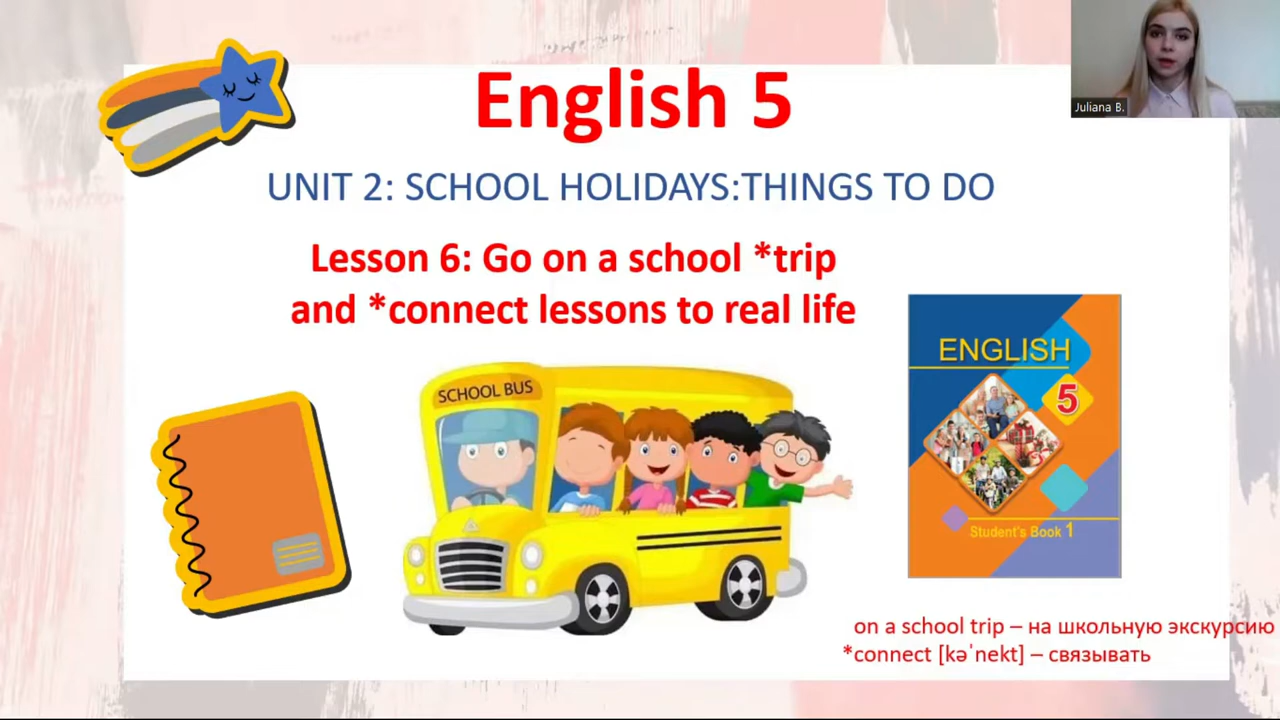 English 5
Juliana B.
UNIT 2: SCHOOL HOLIDAYS:THINGS TO DO
Lesson 6: Go on a school *trip
and *connect lessons to real life
SCHOOL BUS
ENGLISH
5
Student's Book 1
on a school trip – на школьную экскурсию
*connect [kəˈnekt] – связывать